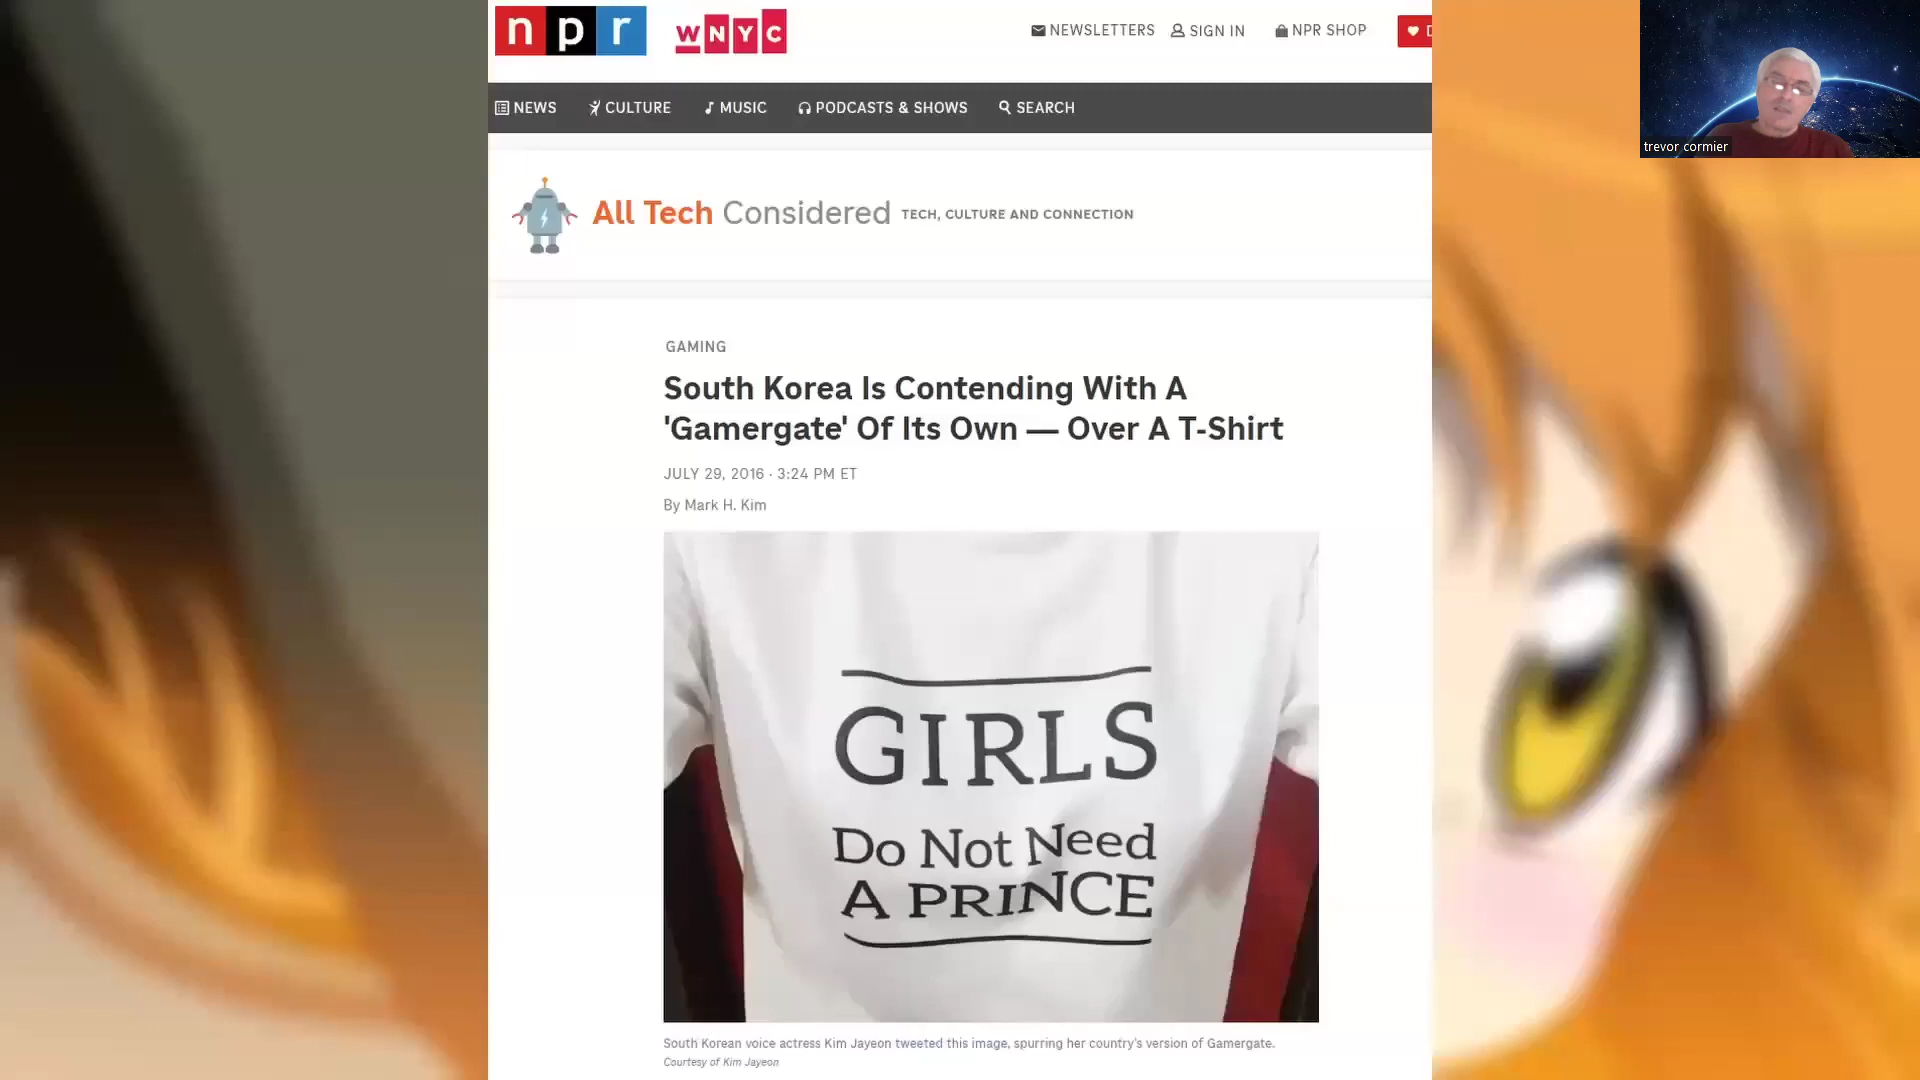 npr
WNYC
NEWSLETTERS
SIGN IN
NPR SHOP
NEWS
CULTURE
MUSIC
PODCASTS & SHOWS
SEARCH
trevor cormier
All Tech Considered TECH, CULTURE AND CONNECTION
GAMING
South Korea Is Contending With A
'Gamergate' Of Its Own — Over A T-Shirt
JULY 29, 2016 · 3:24 PM ET
By Mark H. Kim
GIRLS
Do Not Need
A PRINCE
South Korean voice actress Kim Jayeon tweeted this image, spurring her country's version of Gamergate.
Courtesy of Kim Jayeon